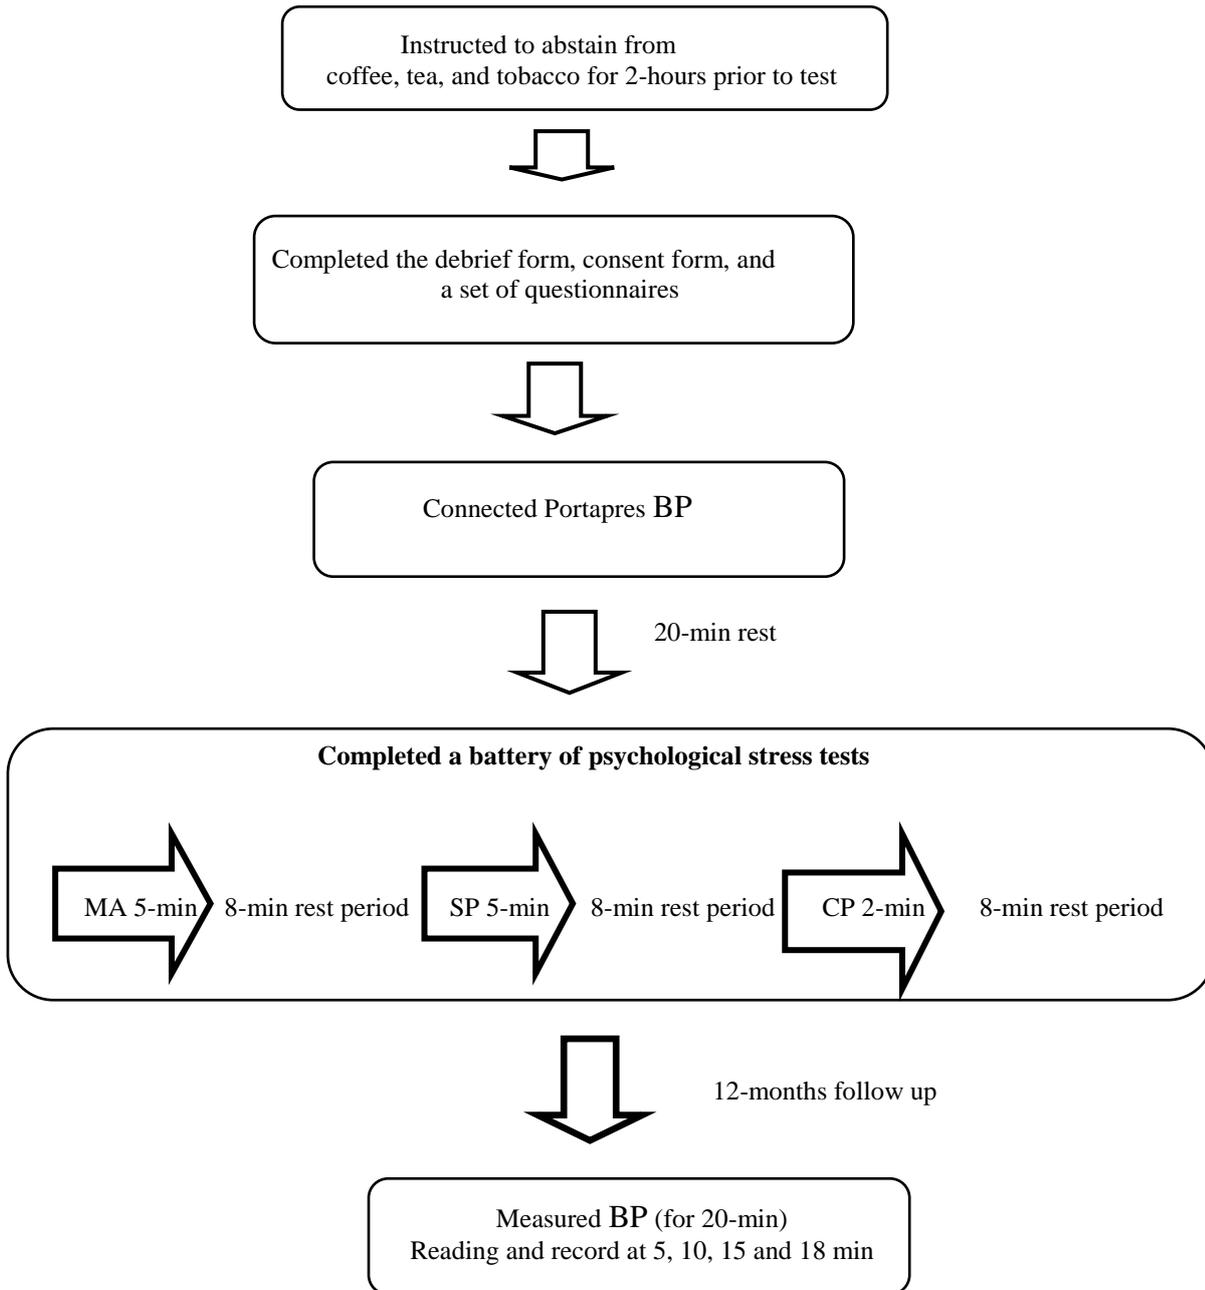 Instructed to abstain from
coffee, tea, and tobacco for 2-hours prior to test
Completed the debrief form, consent form, and
a set of questionnaires
Connected Portapres BP
20-min rest
Completed a battery of psychological stress tests
MA 5-min 8-min rest period SP 5-min 8-min rest period CP 2-min 8-min rest period
12-months follow up
Measured BP (for 20-min)
Reading and record at 5, 10, 15 and 18 min